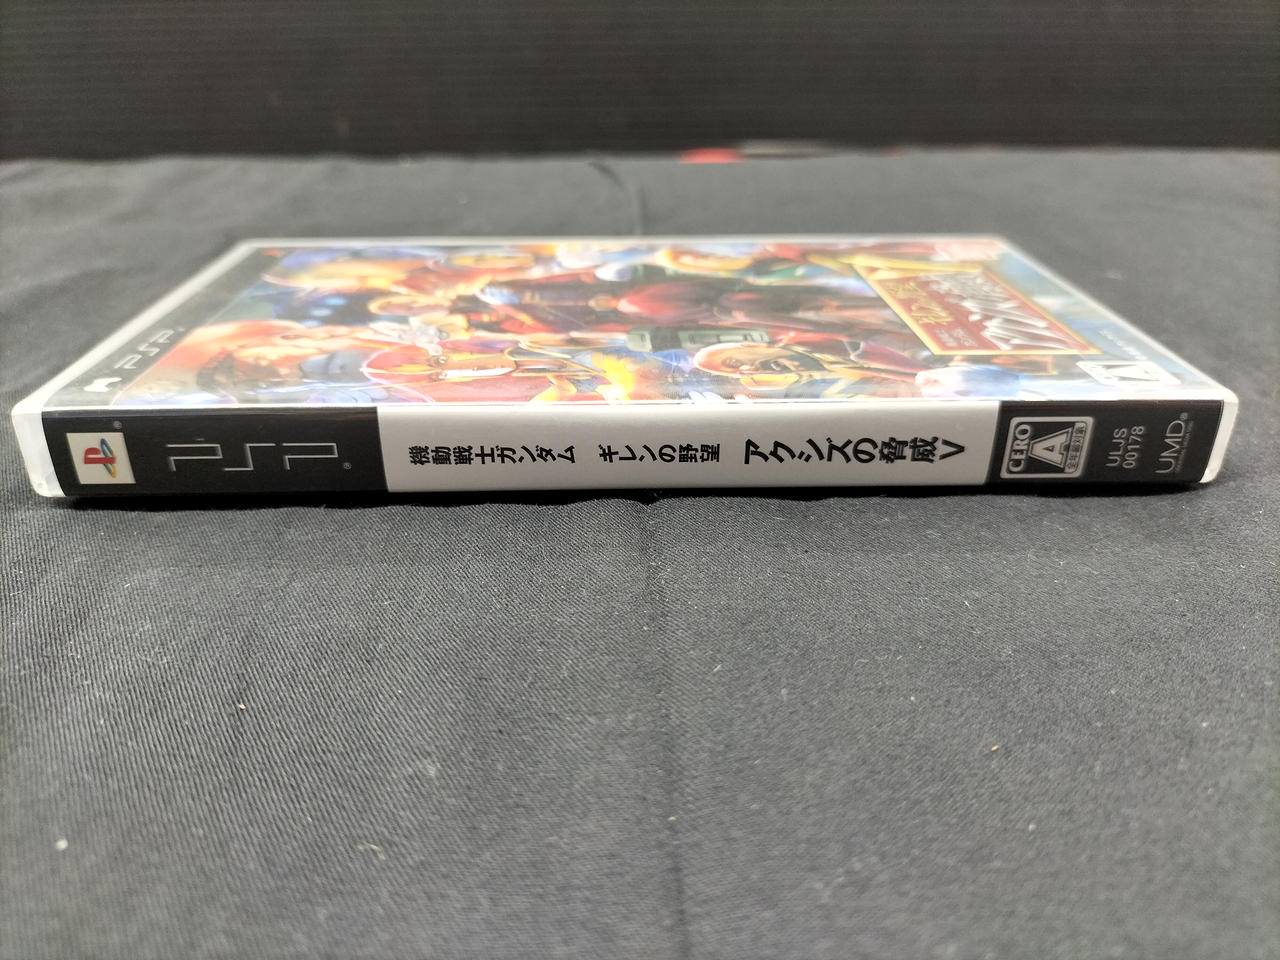 PSP
PSP
機動戦士ガンダム ギレンの野望 アクシズの脅威V
CERO
A
全年齢対象
ULJS
00178
UMD